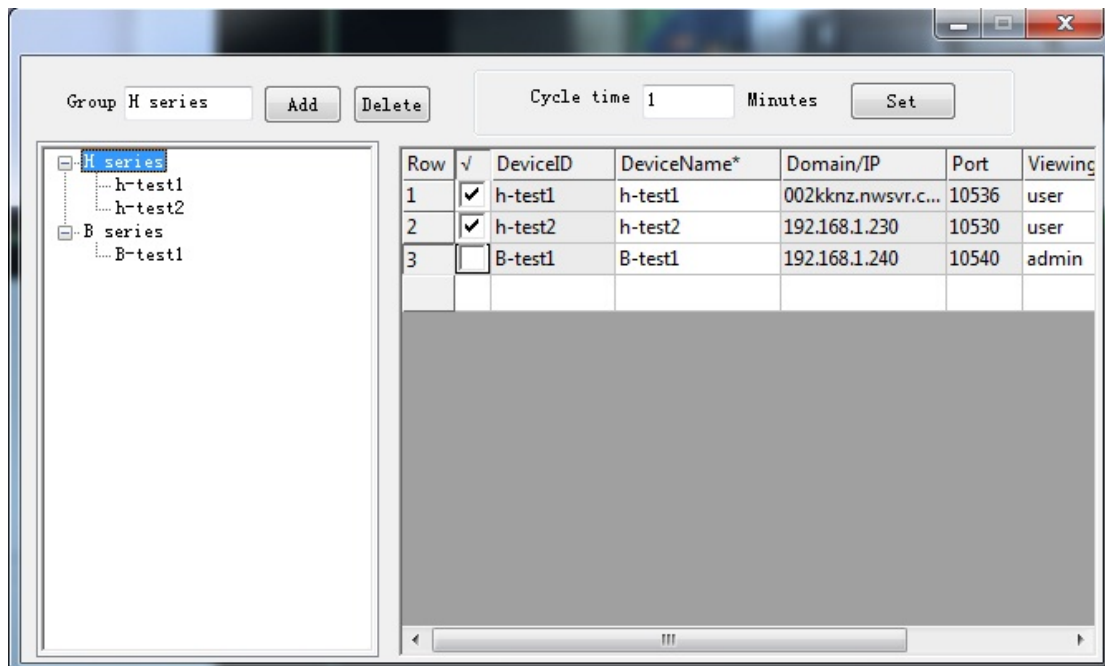 Group H series Add Delete Cycle time 1 Minutes Set
H series
h-test1
h-test2
B series
B-test1
Row √ DeviceID DeviceName* Domain/IP Port Viewing
1 h-test1 h-test1 002kknz.nwsvr.c... 10536 user
2 h-test2 h-test2 192.168.1.230 10530 user
3 B-test1 B-test1 192.168.1.240 10540 admin